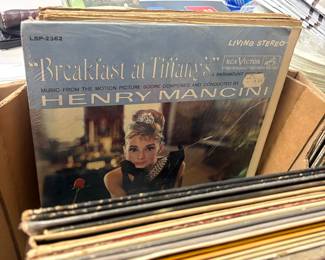 LSP-2362
LIVING STEREO
"Breakfast at Tiffany's"
RCA VICTOR
A PARAMOUNT
MUSIC FROM THE MOTION PICTURE SCORE COMPOSED AND CONDUCTED BY
HENRY MANCINI